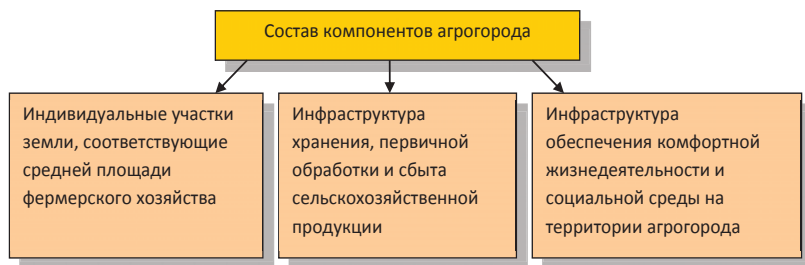 Состав компонентов агрогорода
Индивидуальные участки
земли, соответствующие
средней площади
фермерского хозяйства
Инфраструктура
хранения, первичной
обработки и сбыта
сельскохозяйственной
продукции
Инфраструктура
обеспечения комфортной
жизнедеятельности и
социальной среды на
территории агрогорода